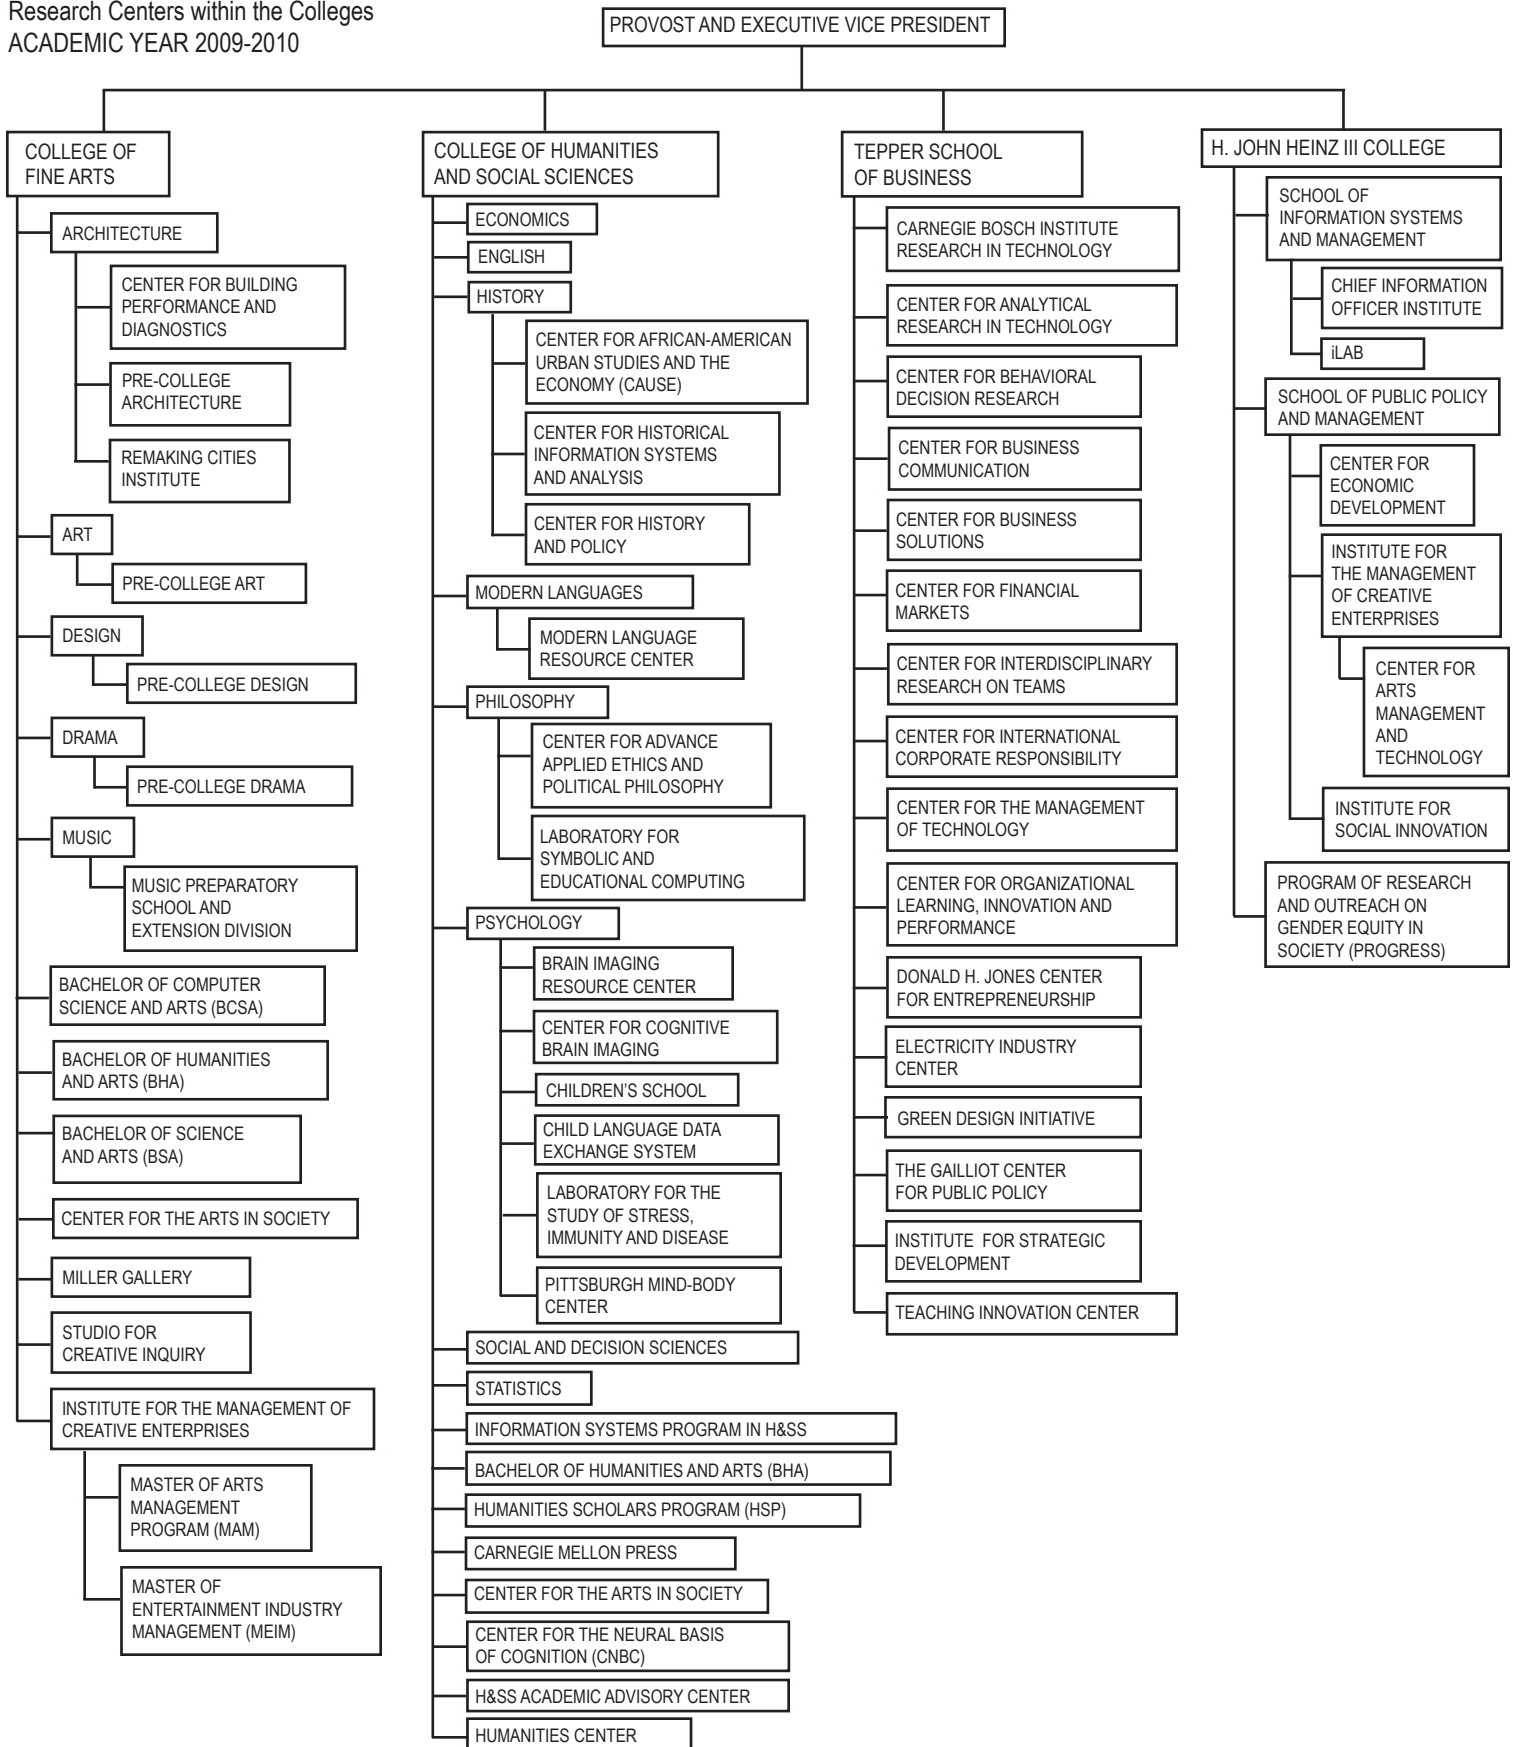 Research Centers within the Colleges
ACADEMIC YEAR 2009-2010
PROVOST AND EXECUTIVE VICE PRESIDENT
COLLEGE OF
FINE ARTS
ARCHITECTURE
CENTER FOR BUILDING
PERFORMANCE AND
DIAGNOSTICS
PRE-COLLEGE
ARCHITECTURE
REMAKING CITIES
INSTITUTE
ART
PRE-COLLEGE ART
DESIGN
PRE-COLLEGE DESIGN
DRAMA
PRE-COLLEGE DRAMA
MUSIC
MUSIC PREPARATORY
SCHOOL AND
EXTENSION DIVISION
BACHELOR OF COMPUTER
SCIENCE AND ARTS (BCSA)
BACHELOR OF HUMANITIES
AND ARTS (BHA)
BACHELOR OF SCIENCE
AND ARTS (BSA)
CENTER FOR THE ARTS IN SOCIETY
MILLER GALLERY
STUDIO FOR
CREATIVE INQUIRY
INSTITUTE FOR THE MANAGEMENT OF
CREATIVE ENTERPRISES
MASTER OF ARTS
MANAGEMENT
PROGRAM (MAM)
MASTER OF
ENTERTAINMENT INDUSTRY
MANAGEMENT (MEIM)
COLLEGE OF HUMANITIES
AND SOCIAL SCIENCES
ECONOMICS
ENGLISH
HISTORY
CENTER FOR AFRICAN-AMERICAN
URBAN STUDIES AND THE
ECONOMY (CAUSE)
CENTER FOR HISTORICAL
INFORMATION SYSTEMS
AND ANALYSIS
CENTER FOR HISTORY
AND POLICY
MODERN LANGUAGES
MODERN LANGUAGE
RESOURCE CENTER
PHILOSOPHY
CENTER FOR ADVANCE
APPLIED ETHICS AND
POLITICAL PHILOSOPHY
LABORATORY FOR
SYMBOLIC AND
EDUCATIONAL COMPUTING
PSYCHOLOGY
BRAIN IMAGING
RESOURCE CENTER
CENTER FOR COGNITIVE
BRAIN IMAGING
CHILDREN'S SCHOOL
CHILD LANGUAGE DATA
EXCHANGE SYSTEM
LABORATORY FOR THE
STUDY OF STRESS,
IMMUNITY AND DISEASE
PITTSBURGH MIND-BODY
CENTER
SOCIAL AND DECISION SCIENCES
STATISTICS
INFORMATION SYSTEMS PROGRAM IN H&SS
BACHELOR OF HUMANITIES AND ARTS (BHA)
HUMANITIES SCHOLARS PROGRAM (HSP)
CARNEGIE MELLON PRESS
CENTER FOR THE ARTS IN SOCIETY
CENTER FOR THE NEURAL BASIS
OF COGNITION (CNBC)
H&SS ACADEMIC ADVISORY CENTER
HUMANITIES CENTER
TEPPER SCHOOL
OF BUSINESS
CARNEGIE BOSCH INSTITUTE
RESEARCH IN TECHNOLOGY
CENTER FOR ANALYTICAL
RESEARCH IN TECHNOLOGY
CENTER FOR BEHAVIORAL
DECISION RESEARCH
CENTER FOR BUSINESS
COMMUNICATION
CENTER FOR BUSINESS
SOLUTIONS
CENTER FOR FINANCIAL
MARKETS
CENTER FOR INTERDISCIPLINARY
RESEARCH ON TEAMS
CENTER FOR INTERNATIONAL
CORPORATE RESPONSIBILITY
CENTER FOR THE MANAGEMENT
OF TECHNOLOGY
CENTER FOR ORGANIZATIONAL
LEARNING, INNOVATION AND
PERFORMANCE
DONALD H. JONES CENTER
FOR ENTREPRENEURSHIP
ELECTRICITY INDUSTRY
CENTER
GREEN DESIGN INITIATIVE
THE GAILLIOT CENTER
FOR PUBLIC POLICY
INSTITUTE FOR STRATEGIC
DEVELOPMENT
TEACHING INNOVATION CENTER
H. JOHN HEINZ III COLLEGE
SCHOOL OF
INFORMATION SYSTEMS
AND MANAGEMENT
CHIEF INFORMATION
OFFICER INSTITUTE
iLAB
SCHOOL OF PUBLIC POLICY
AND MANAGEMENT
CENTER FOR
ECONOMIC
DEVELOPMENT
INSTITUTE FOR
THE MANAGEMENT
OF CREATIVE
ENTERPRISES
CENTER FOR
ARTS
MANAGEMENT
AND
TECHNOLOGY
INSTITUTE FOR
SOCIAL INNOVATION
PROGRAM OF RESEARCH
AND OUTREACH ON
GENDER EQUITY IN
SOCIETY (PROGRESS)